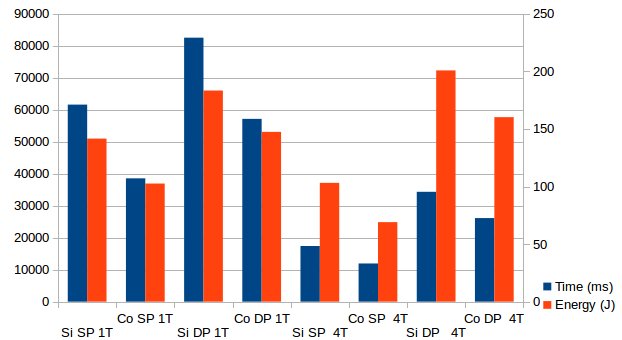 90000
80000
70000
60000
50000
40000
30000
20000
10000
0
250
200
150
100
50
0
Time (ms)
Energy (J)
Si SP 1T
Co SP 1T
Si DP 1T
Co DP 1T
Si SP 4T
Co SP 4T
Si DP 4T
Co DP 4T